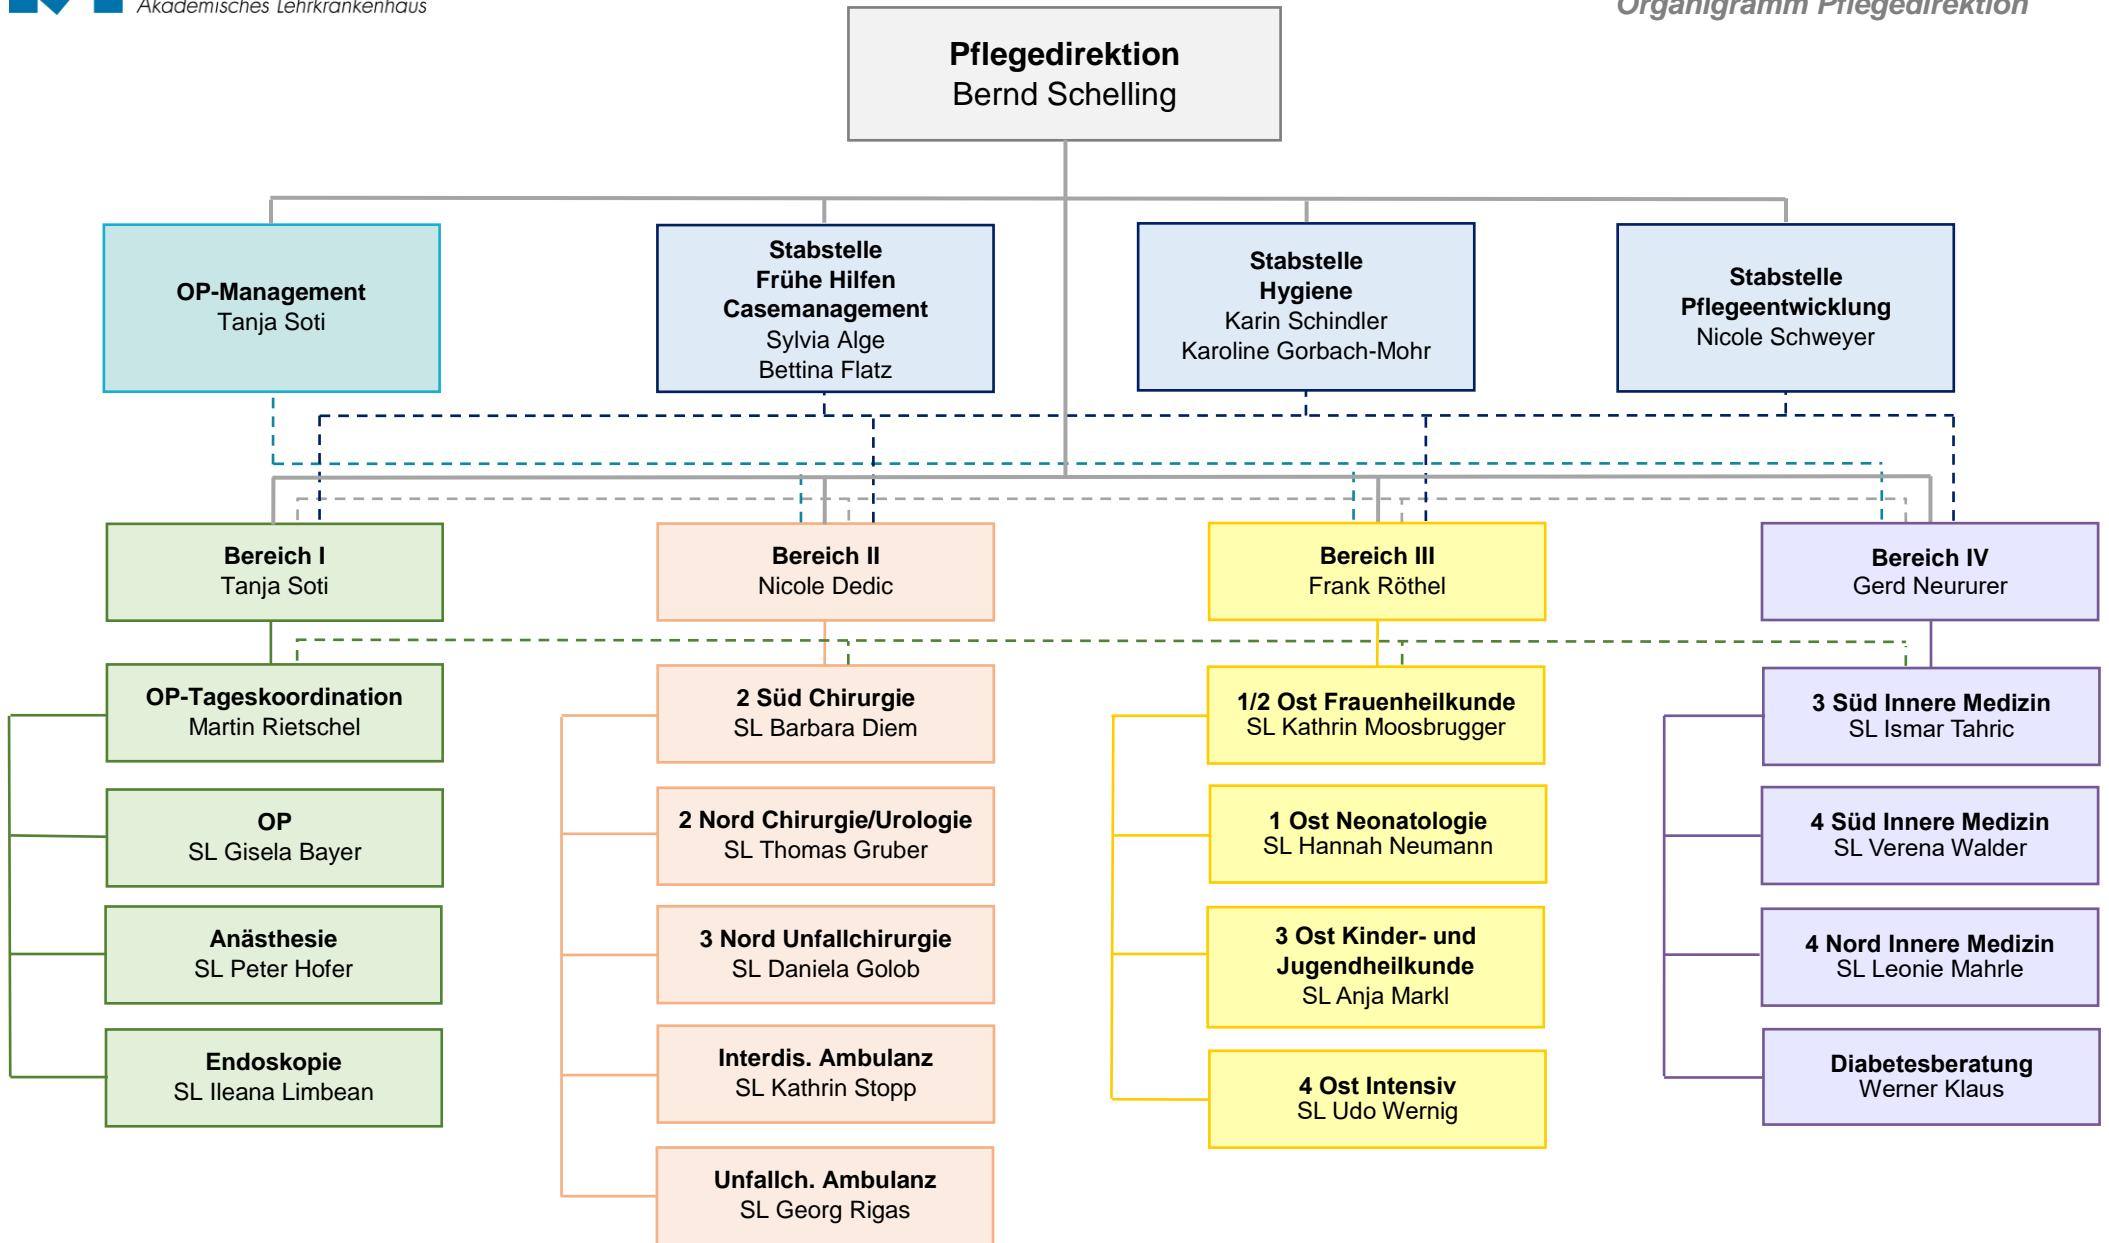 Akademisches Lehrkrankenhaus
Organigramm Pflegedirektion
Pflegedirektion
Bernd Schelling
OP-Management
Tanja Soti
Stabstelle
Frühe Hilfen
Casemanagement
Sylvia Alge
Bettina Flatz
Stabstelle
Hygiene
Karin Schindler
Karoline Gorbach-Mohr
Stabstelle
Pflegeentwicklung
Nicole Schweyer
Bereich I
Tanja Soti
Bereich II
Nicole Dedic
Bereich III
Frank Röthel
Bereich IV
Gerd Neururer
OP-Tageskoordination
Martin Rietschel
OP
SL Gisela Bayer
Anästhesie
SL Peter Hofer
Endoskopie
SL Ileana Limbean
2 Süd Chirurgie
SL Barbara Diem
2 Nord Chirurgie/Urologie
SL Thomas Gruber
3 Nord Unfallchirurgie
SL Daniela Golob
Interdis. Ambulanz
SL Kathrin Stopp
Unfallch. Ambulanz
SL Georg Rigas
1/2 Ost Frauenheilkunde
SL Kathrin Moosbrugger
1 Ost Neonatologie
SL Hannah Neumann
3 Ost Kinder- und
Jugendheilkunde
SL Anja Markl
4 Ost Intensiv
SL Udo Wernig
3 Süd Innere Medizin
SL Ismar Tahric
4 Süd Innere Medizin
SL Verena Walder
4 Nord Innere Medizin
SL Leonie Mahrle
Diabetesberatung
Werner Klaus